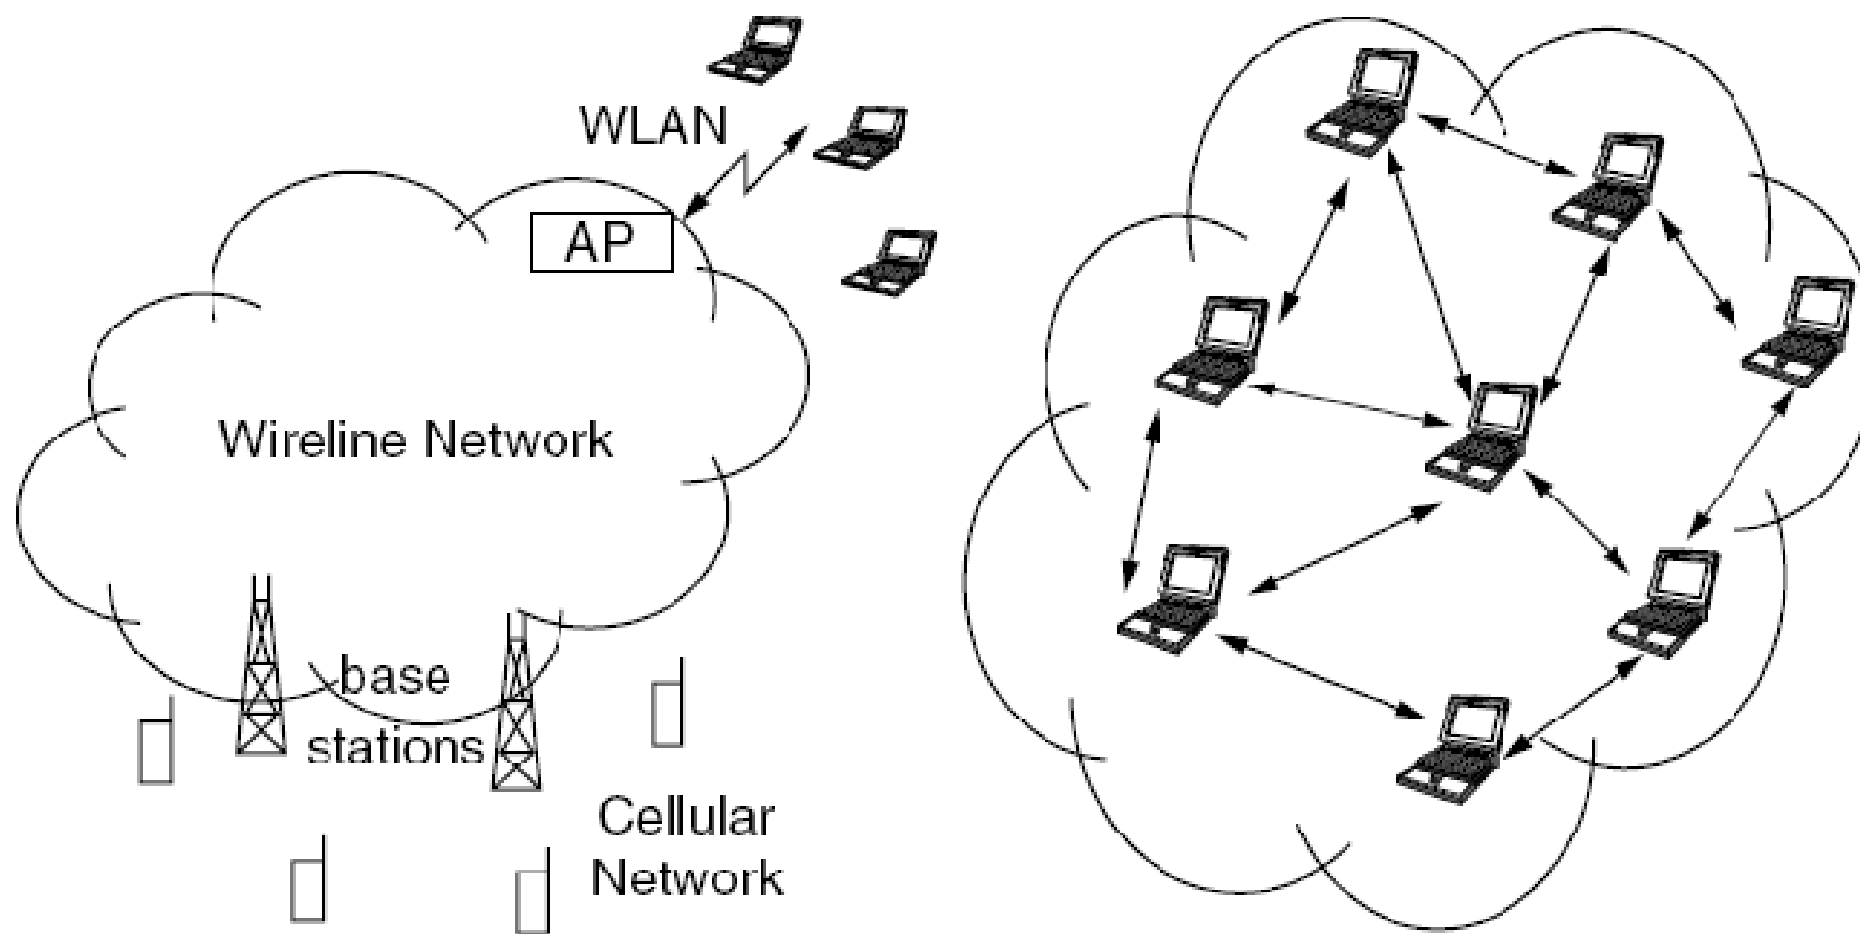 WLAN
AP
Wireline Network
base
stations
Cellular
Network